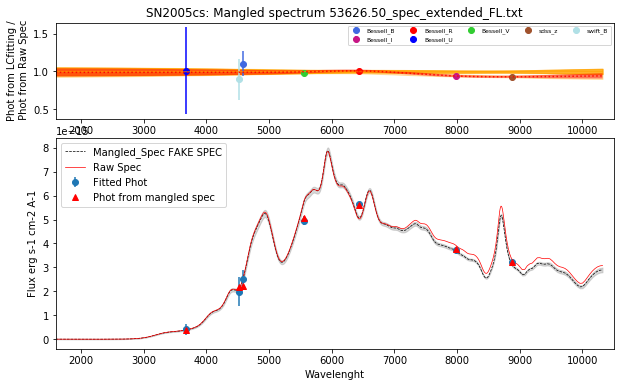 SN2005cs: Mangled spectrum 53626.50_spec_extended_FL.txt
Phot from LCfitting /
Phot from Raw Spec
1.5
1.0
0.5
Bessell_B
Bessell_I
Bessell_R
Bessell_U
Bessell_V
sdss_z
swift_B
2000 3000 4000 5000 6000 7000 8000 9000 10000
Flux erg s-1 cm-2 A-1
8
7
6
5
4
3
2
1
0
Mangled_Spec FAKE SPEC
Raw Spec
Fitted Phot
Phot from mangled spec
2000 3000 4000 5000 6000 7000 8000 9000 10000
Wavelenght